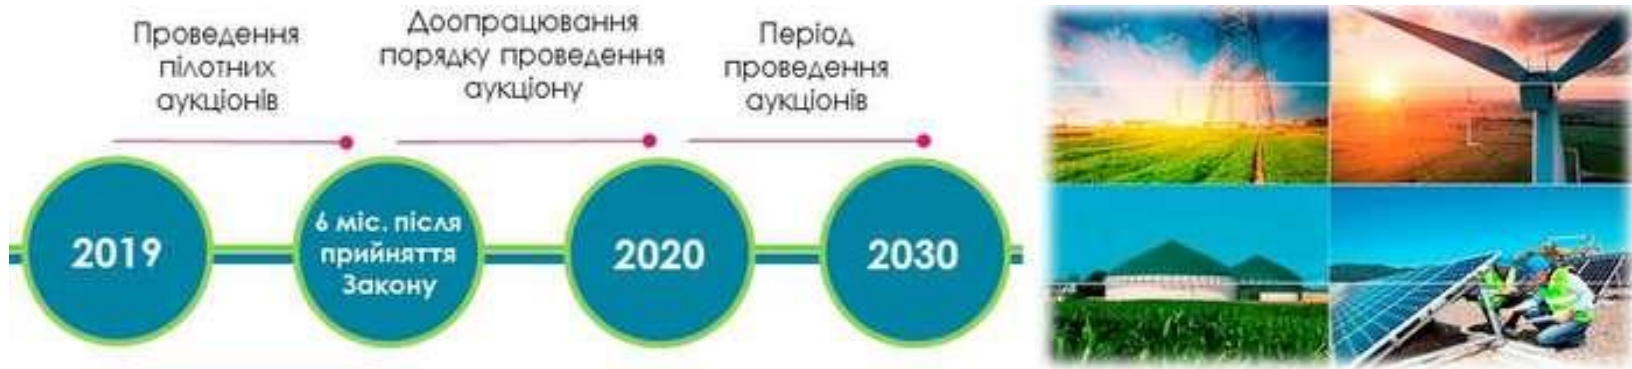 Проведення
пілотних
аукціонів
Доопрацювання
порядку проведення
аукціону
Період
проведення
аукціонів
2019
6 міс. після
прийняття
Закону
2020
2030